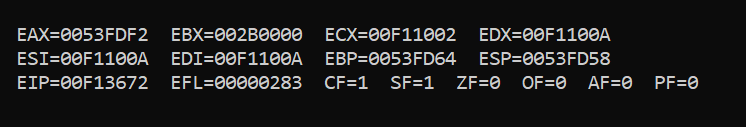 EAX=0053FDF2  EBX=002B0000  ECX=00F11002  EDX=00F1100A
ESI=00F1100A  EDI=00F1100A  EBP=0053FD64  ESP=0053FD58
EIP=00F13672  EFL=00000283  CF=1  SF=1  ZF=0  OF=0  AF=0  PF=0